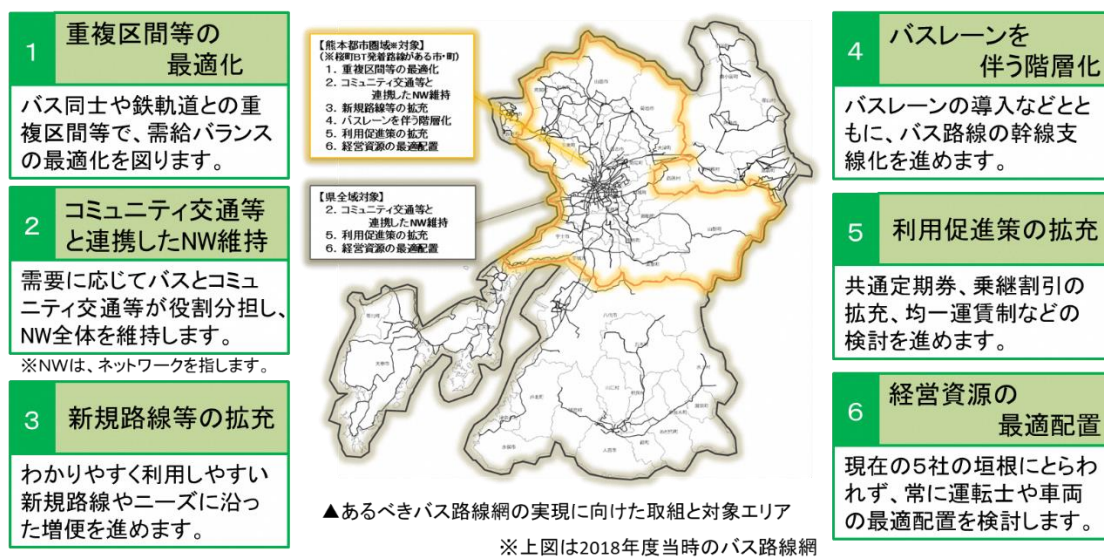 1
重複区間等の
最適化
バス同士や鉄軌道との重
複区間等で、需給バランス
の最適化を図ります。
2
コミュニティ交通等
と連携したNW維持
需要に応じてバスとコミュ
ニティ交通等が役割分担し、
NW全体を維持します。
※NWは、ネットワークを指します。
3
新規路線等の拡充
わかりやすく利用しやすい
新規路線やニーズに沿っ
た増便を進めます。
【熊本都市圏域※対象】
(※桜町BT発着路線がある市・町)
1. 重複区間等の最適化
2. コミュニティ交通等と
連携したNW維持
3. 新規路線等の拡充
4. バスレーンを伴う階層化
5. 利用促進策の拡充
6. 経営資源の最適配置
【県全域対象】
2. コミュニティ交通等と
連携したNW維持
5. 利用促進策の拡充
6. 経営資源の最適配置
▲あるべきバス路線網の実現に向けた取組と対象エリア
※上図は2018年度当時のバス路線網
4
バスレーンを
伴う階層化
バスレーンの導入などとと
もに、バス路線の幹線支
線化を進めます。
5
利用促進策の拡充
共通定期券、乗継割引の
拡充、均一運賃制などの
検討を進めます。
6
経営資源の
最適配置
現在の5社の垣根にとらわ
れず、常に運転士や車両
の最適配置を検討します。